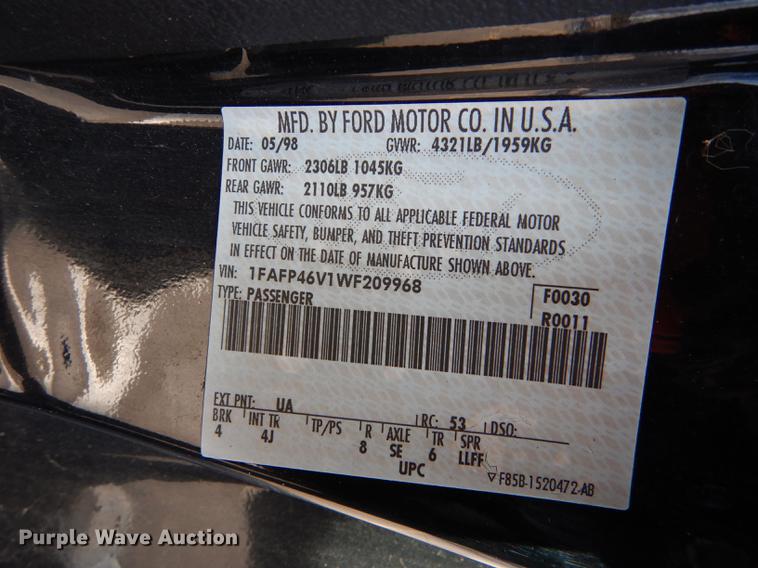 MFD. BY FORD MOTOR CO. IN U.S.A.
DATE: 05/98 GVWR: 4321LB/1959KG
FRONT GAWR: 2306LB 1045KG
REAR GAWR: 2110LB 957KG
THIS VEHICLE CONFORMS TO ALL APPLICABLE FEDERAL MOTOR
VEHICLE SAFETY, BUMPER, AND THEFT PREVENTION STANDARDS
IN EFFECT ON THE DATE OF MANUFACTURE SHOWN ABOVE.
VIN: 1FAFP46V1WF209968
TYPE: PASSENGER
F0030
R0011
EXT PNT: UA RC: 53 DSO:
BRK INT TR TP/PS R AXLE TR SPR
4 4J 8 SE 6 LLFF
UPC
F85B-1520472-AB
Purple Wave Auction